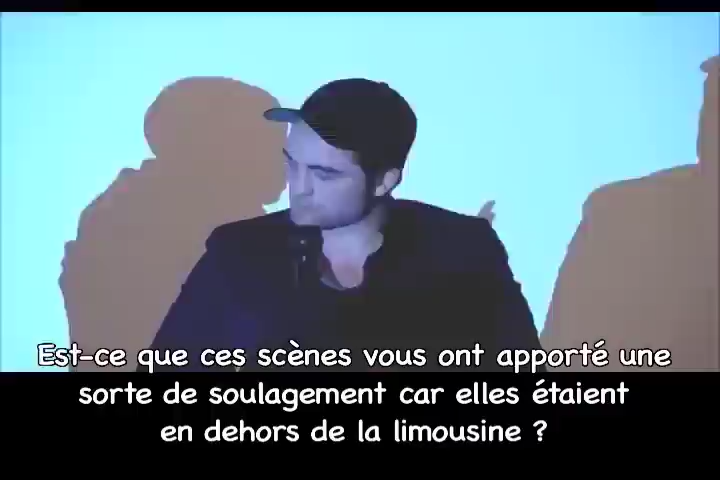 Est-ce que ces scènes vous ont apporté une
sorte de soulagement car elles étaient
en dehors de la limousine ?